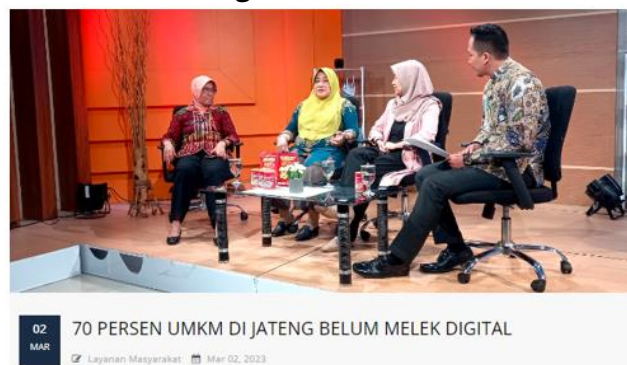 02
MAR
70 PERSEN UMKM DI JATENG BELUM MELEK DIGITAL
Layanan Masyarakat Mar 02, 2023